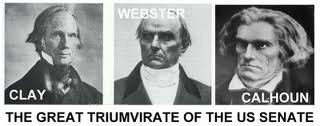 CLAY
WEBSTER
CALHOUN
THE GREAT TRIUMVIRATE OF THE US SENATE